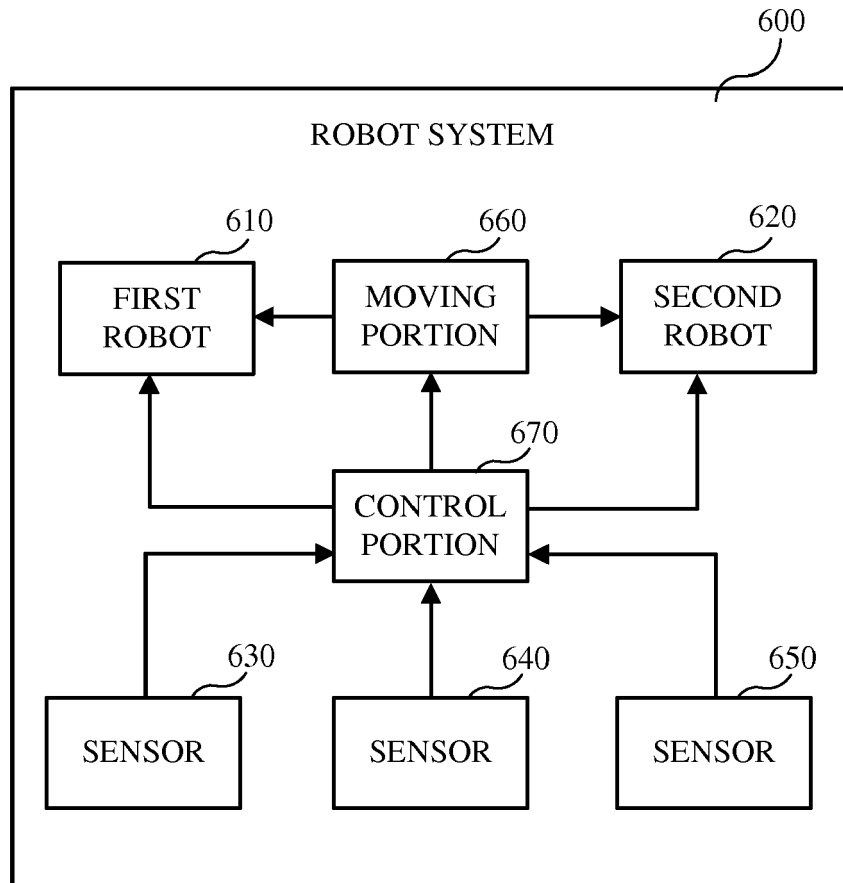 600
ROBOT SYSTEM
610
660
620
FIRST
ROBOT
MOVING
PORTION
SECOND
ROBOT
670
CONTROL
PORTION
630
640
650
SENSOR
SENSOR
SENSOR